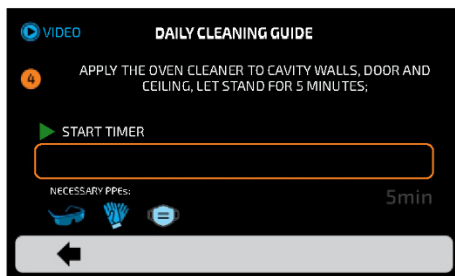 VIDEO
DAILY CLEANING GUIDE
4
APPLY THE OVEN CLEANER TO CAVITY WALLS, DOOR AND
CEILING, LET STAND FOR 5 MINUTES;
START TIMER
NECESSARY PPEs:
5min